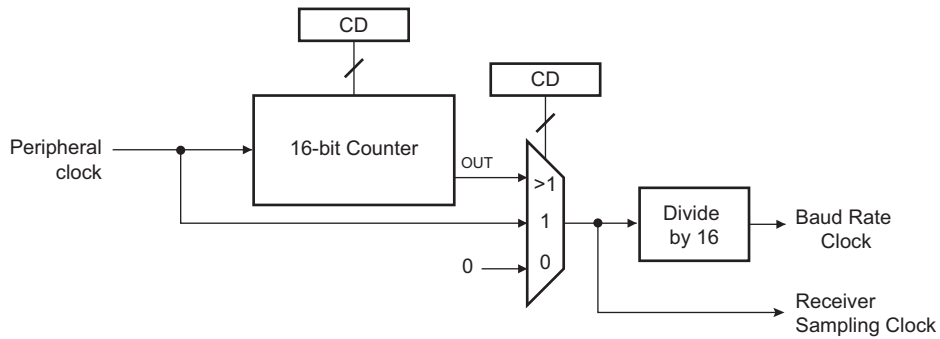 CD
CD
Peripheral
clock
16-bit Counter
OUT
>1
1
0
0
Divide
by 16
Baud Rate
Clock
Receiver
Sampling Clock